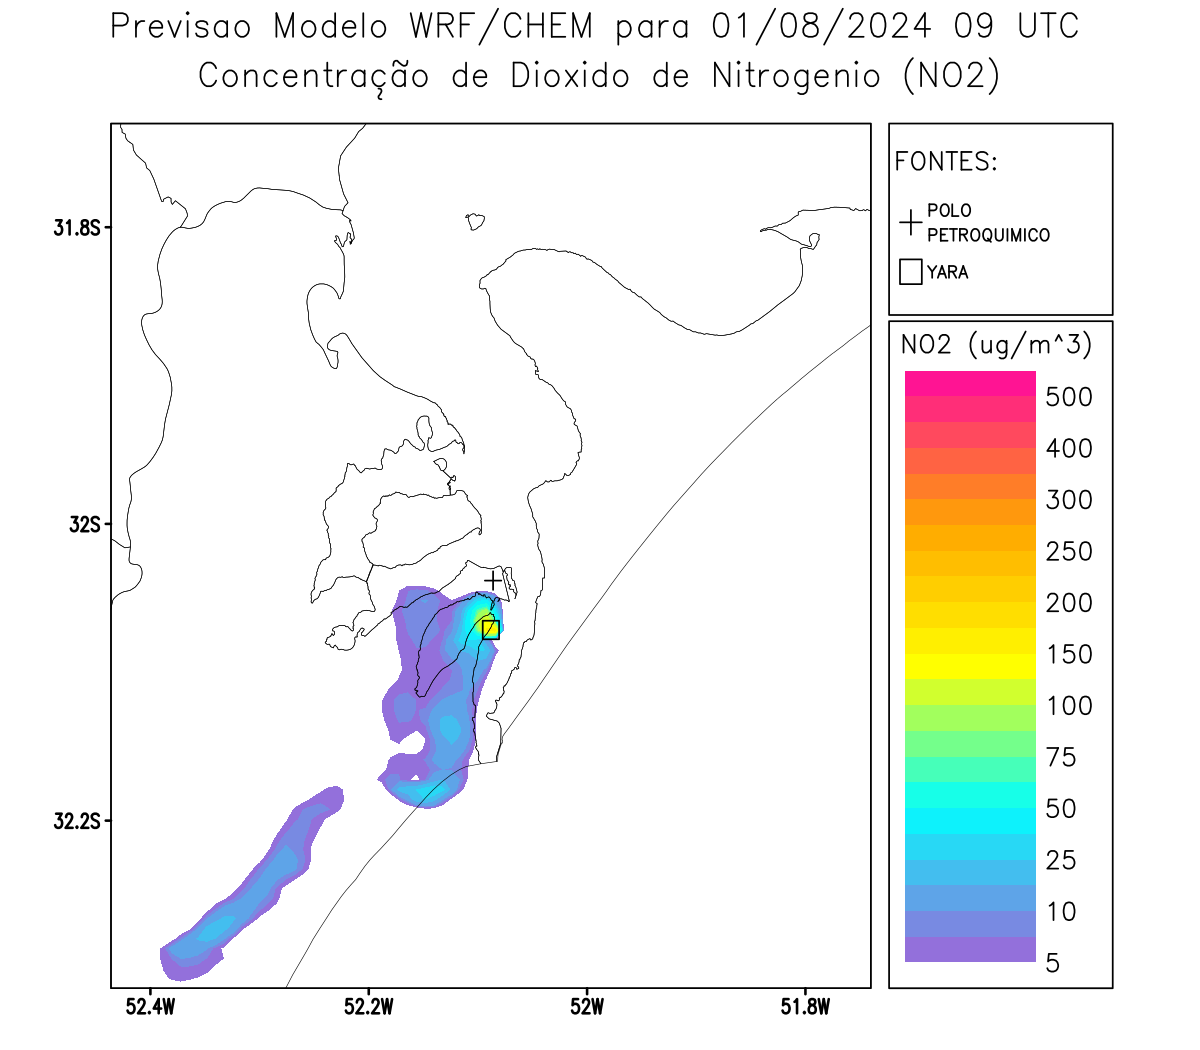 Previsao Modelo WRF/CHEM para 01/08/2024 09 UTC
Concentração de Dioxido de Nitrogenio (NO2)
FONTES:
POLO
PETROQUIMICO
YARA
NO2 (ug/m^3)
500
400
300
250
200
150
100
75
50
25
10
5
31.8S
32S
32.2S
52.4W
52.2W
52W
51.8W